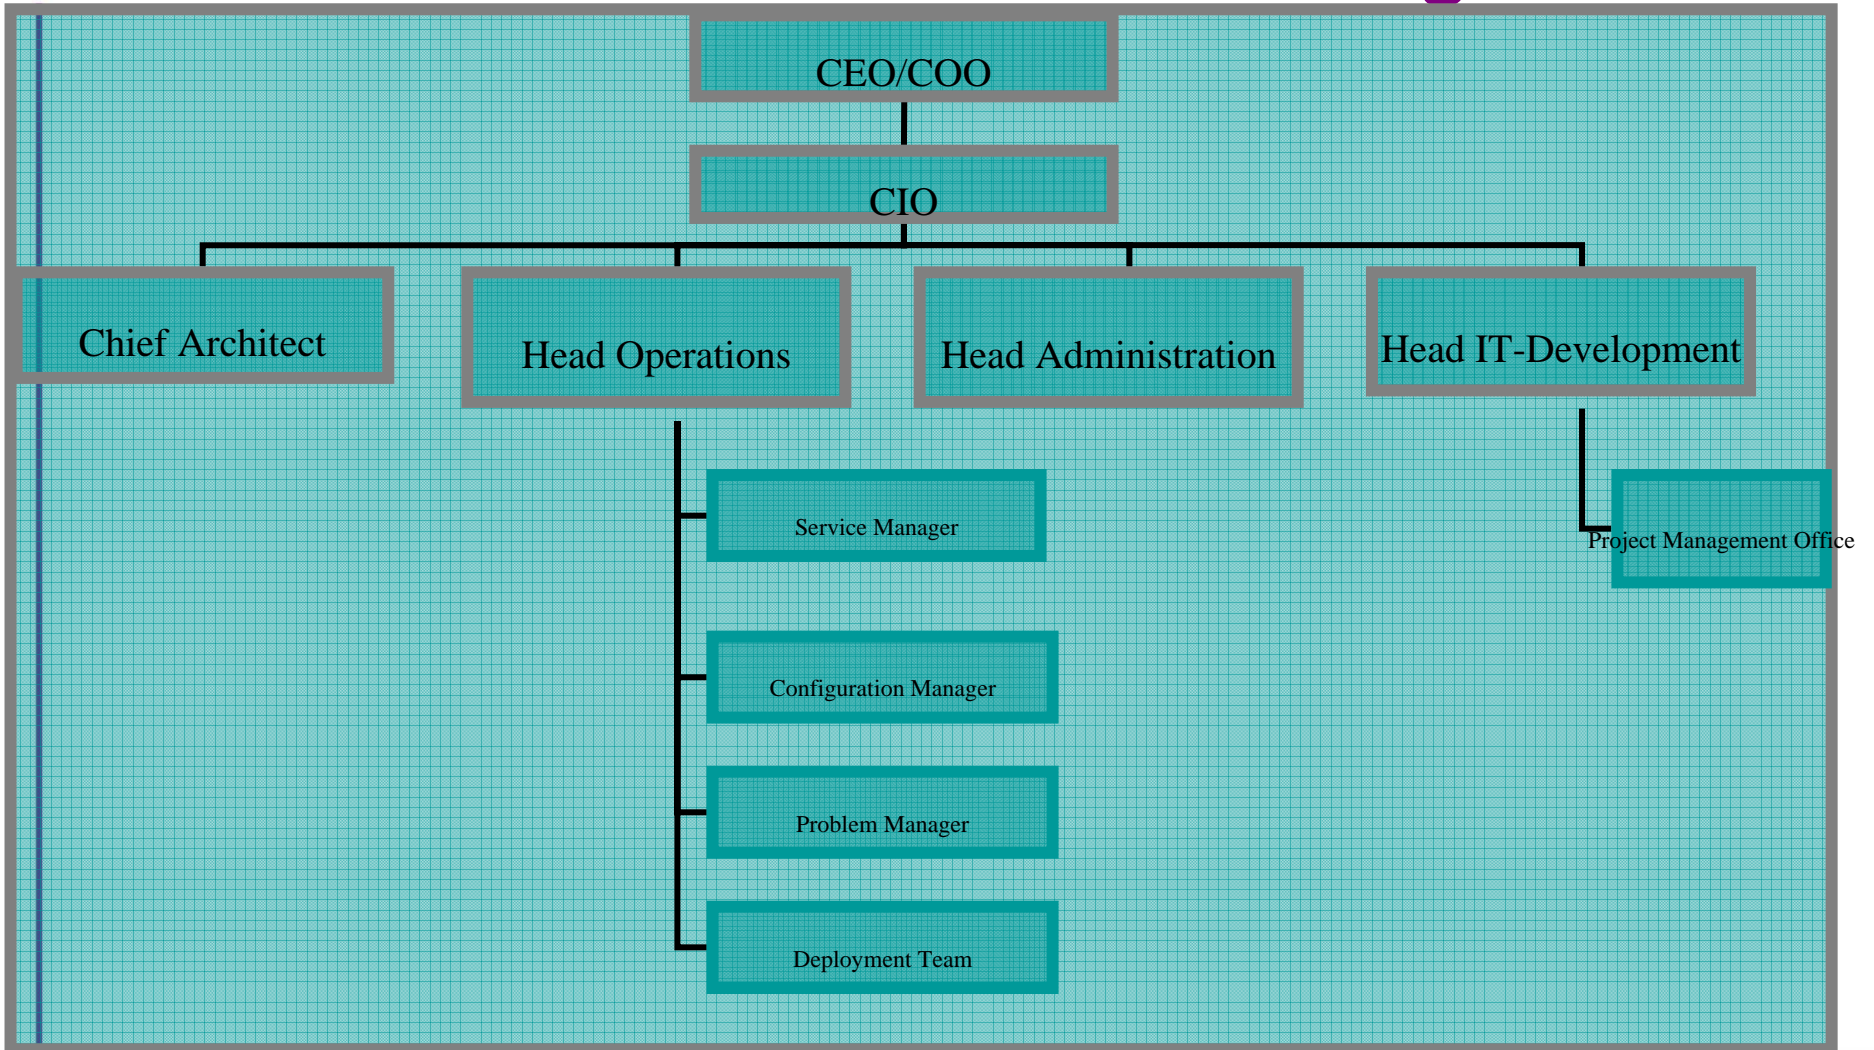 CEO/COO
CIO
Chief Architect
Head Operations
Head Administration
Head IT-Development
Service Manager
Project Management Office
Configuration Manager
Problem Manager
Deployment Team